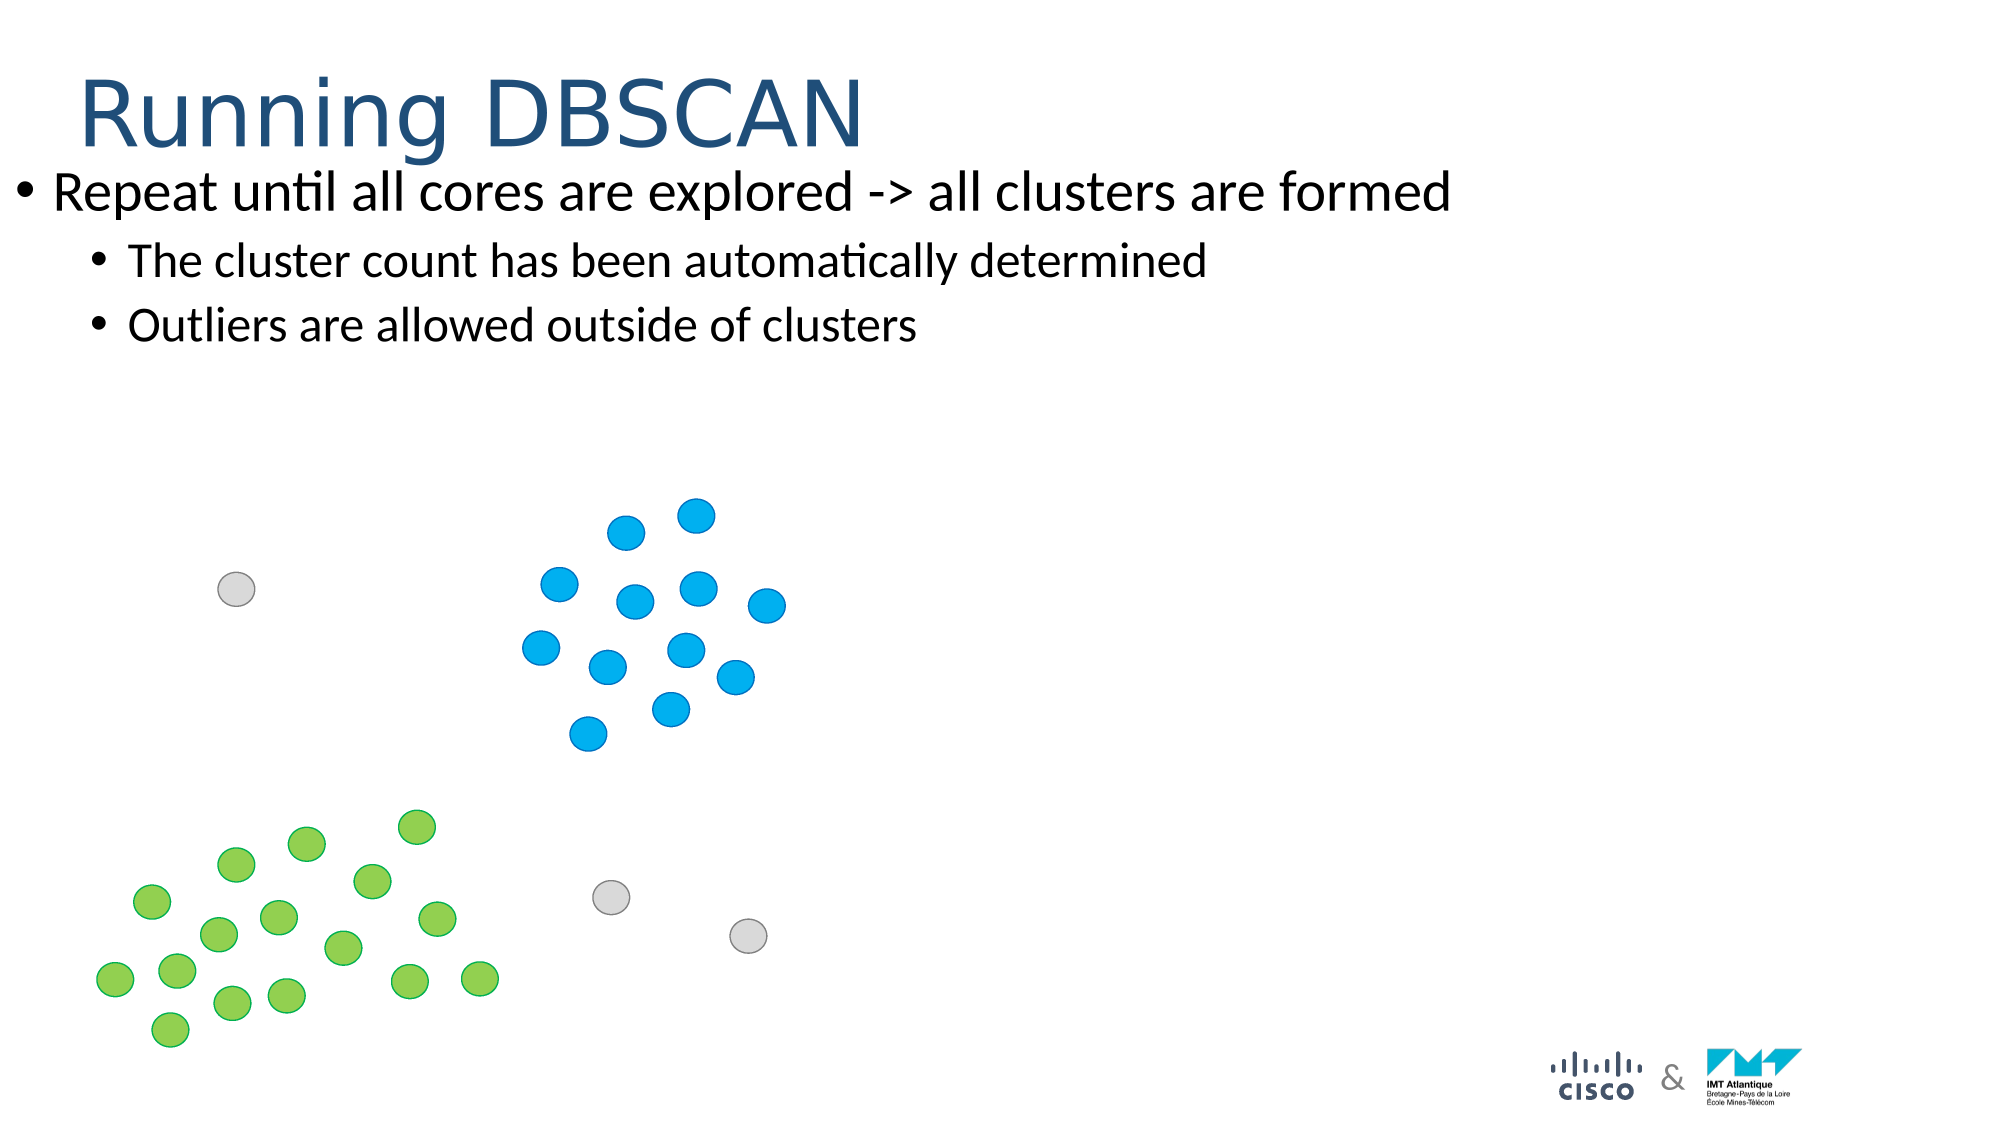 Running DBSCAN
• Repeat until all cores are explored -> all clusters are formed
• The cluster count has been automatically determined
• Outliers are allowed outside of clusters
CISCO
&
IMT Atlantique
Bretagne-Pays de la Loire
École Mines-Télécom